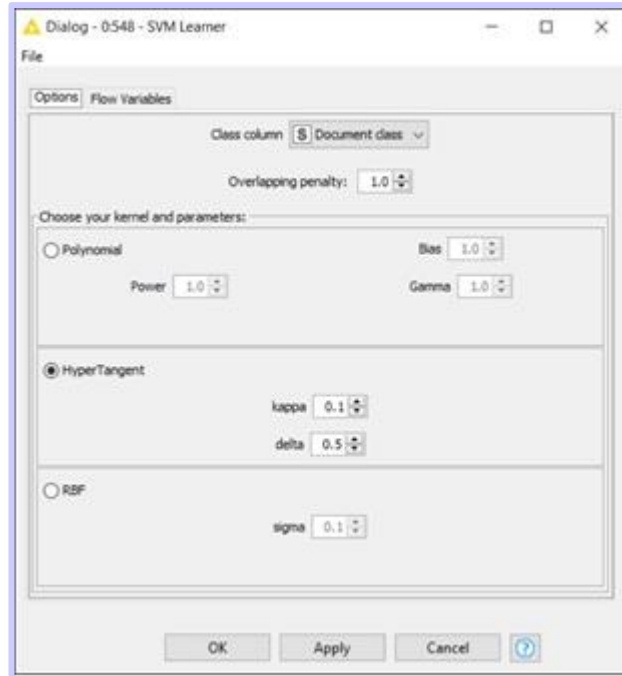 Dialog - 0:548 - SVM Learner
File
Options Flow Variables
Class column S Document class
Overlapping penalty: 1.0
Choose your kernel and parameters:
Polynomial Bias 1.0
Power 1.0 Gamma 1.0
HyperTangent
kappa 0.1
delta 0.5
RBF
sigma 0.1
OK Apply Cancel ?